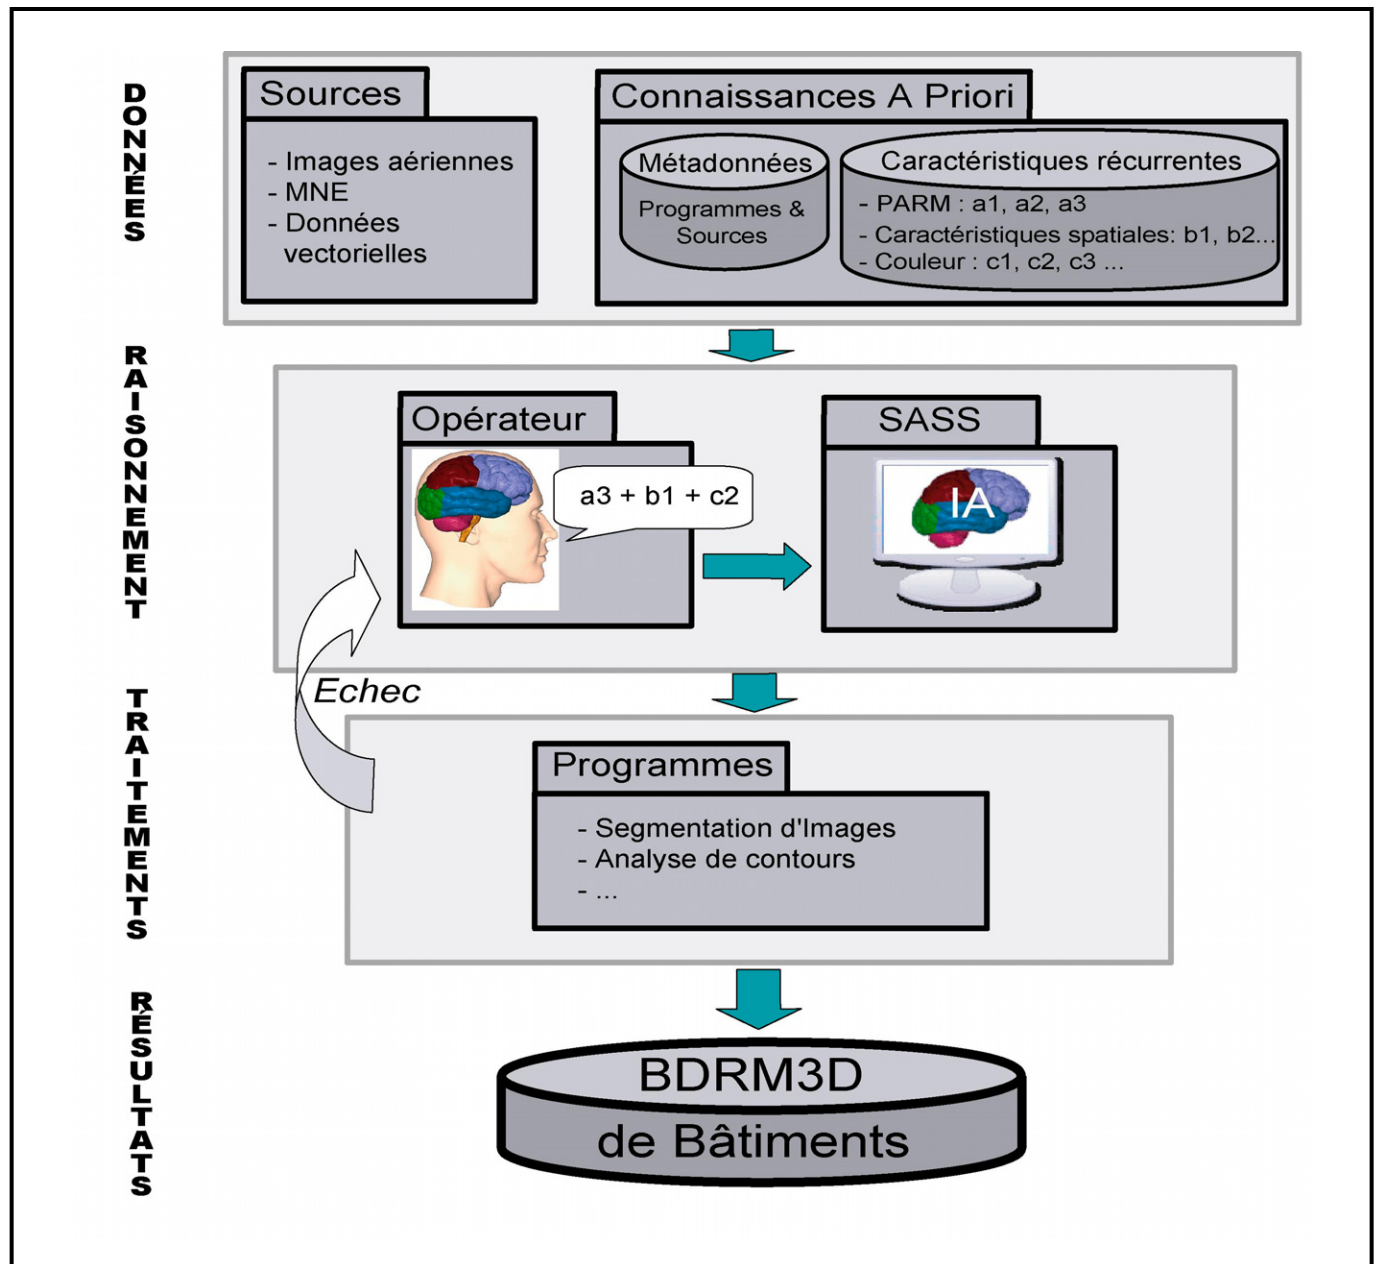 DONNÉES
Sources
- Images aériennes
- MNE
- Données
vectorielles
Connaissances A Priori
Métadonnées
Programmes &
Sources
Caractéristiques récurrentes
- PARM : a1, a2, a3
- Caractéristiques spatiales: b1, b2...
- Couleur : c1, c2, c3 ...
RAISONNEMENT
Opérateur
a3 + b1 + c2
SASS
IA
Echec
TRAITEMENTS
Programmes
- Segmentation d'Images
- Analyse de contours
- ...
RÉSULTATS
BDRM3D
de Bâtiments